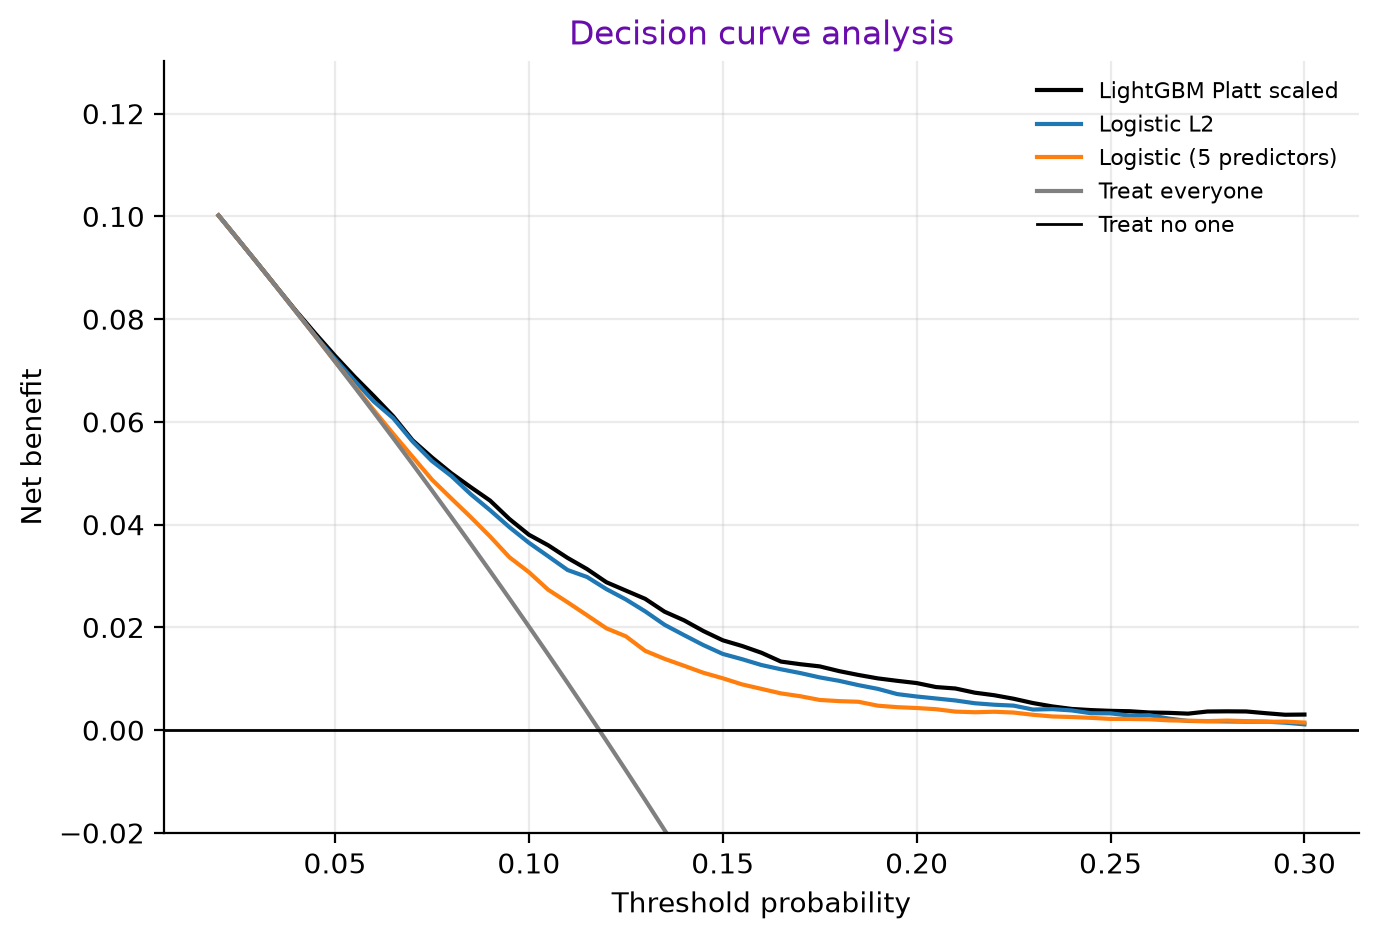 Decision curve analysis
LightGBM Platt scaled
Logistic L2
Logistic (5 predictors)
Treat everyone
Treat no one
Net benefit
0.12
0.10
0.08
0.06
0.04
0.02
0.00
−0.02
0.05 0.10 0.15 0.20 0.25 0.30
Threshold probability